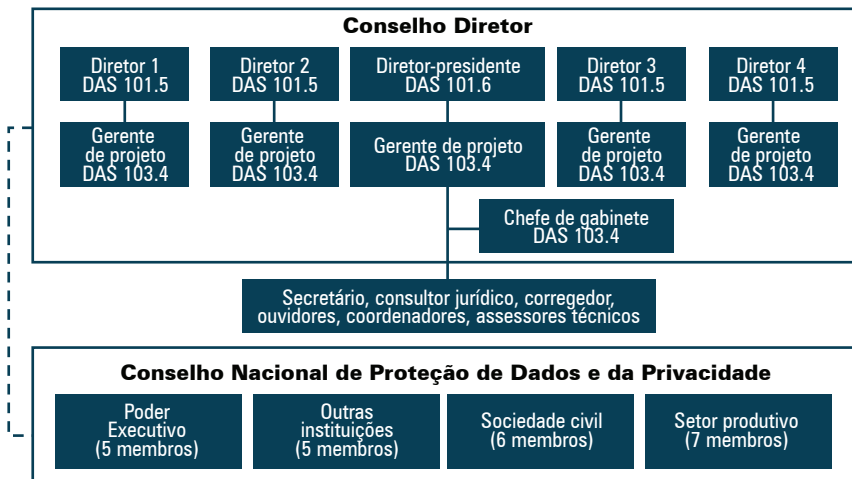 Conselho Diretor
Diretor 1
DAS 101.5
Diretor 2
DAS 101.5
Diretor-presidente
DAS 101.6
Diretor 3
DAS 101.5
Diretor 4
DAS 101.5
Gerente
de projeto
DAS 103.4
Gerente
de projeto
DAS 103.4
Gerente de projeto
DAS 103.4
Gerente
de projeto
DAS 103.4
Gerente
de projeto
DAS 103.4
Chefe de gabinete
DAS 103.4
Secretário, consultor jurídico, corregedor,
ouvidores, coordenadores, assessores técnicos
Conselho Nacional de Proteção de Dados e da Privacidade
Poder
Executivo
(5 membros)
Outras
instituições
(5 membros)
Sociedade civil
(6 membros)
Setor produtivo
(7 membros)